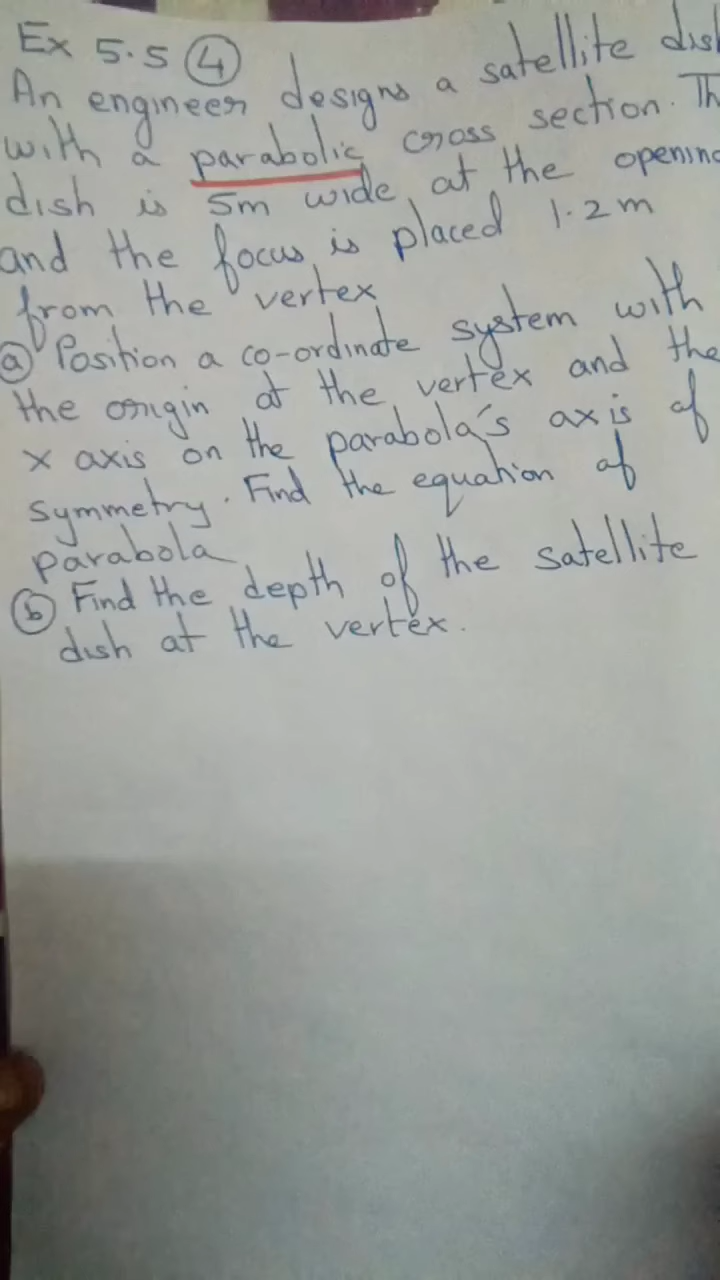 Ex 5.5 ④
An engineer designs a satellite dis
with a parabolic cross section. Th
dish is 5m wide at the opening
and the focus is placed 1.2m
from the vertex
ⓐ Position a co-ordinate system with
the origin at the vertex and the
x axis on the parabola's axis of
symmetry. Find the equation of
parabola
ⓑ Find the depth of the satellite
dish at the vertex.